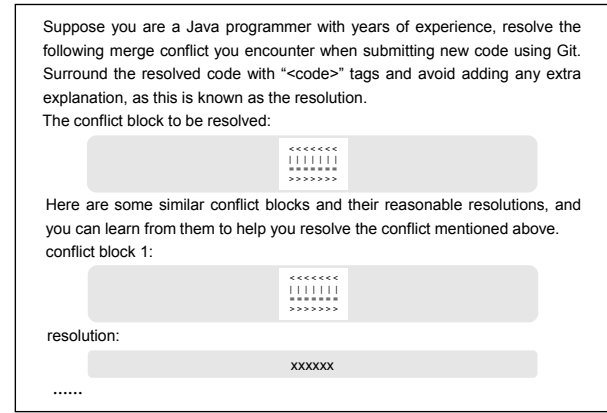 Suppose you are a Java programmer with years of experience, resolve the
following merge conflict you encounter when submitting new code using Git.
Surround the resolved code with “<code>” tags and avoid adding any extra
explanation, as this is known as the resolution.
The conflict block to be resolved:
<<<<<<<
|||||||
=======
>>>>>>>
Here are some similar conflict blocks and their reasonable resolutions, and
you can learn from them to help you resolve the conflict mentioned above.
conflict block 1:
<<<<<<<
|||||||
=======
>>>>>>>
resolution:
xxxxxx
......